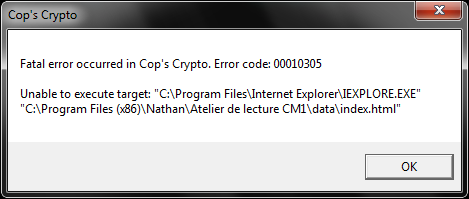 Cop's Crypto
Fatal error occurred in Cop's Crypto. Error code: 00010305
Unable to execute target: "C:\Program Files\Internet Explorer\IEXPLORE.EXE"
"C:\Program Files (x86)\Nathan\Atelier de lecture CM1\data\index.html"
OK